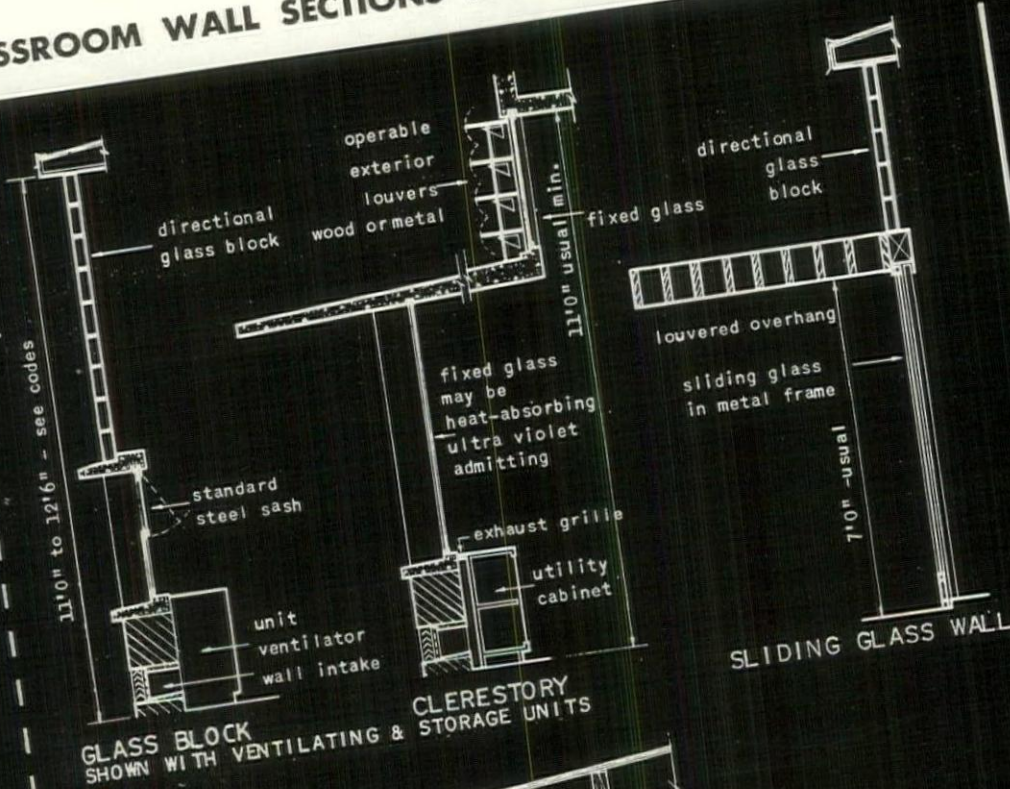 SSROOM WALL SECTIONS
directional
glass block
11'0" to 12'6" - see codes
standard
steel sash
unit
ventilator
wall intake
GLASS BLOCK
operable
exterior
louvers
wood or metal
fixed glass
11'0" usual min.
fixed glass
may be
heat-absorbing
ultra violet
admitting
exhaust grille
utility
cabinet
CLERESTORY
SHOWN WITH VENTILATING & STORAGE UNITS
directional
glass
block
louvered overhang
sliding glass
in metal frame
7'0" - usual
SLIDING GLASS WALL